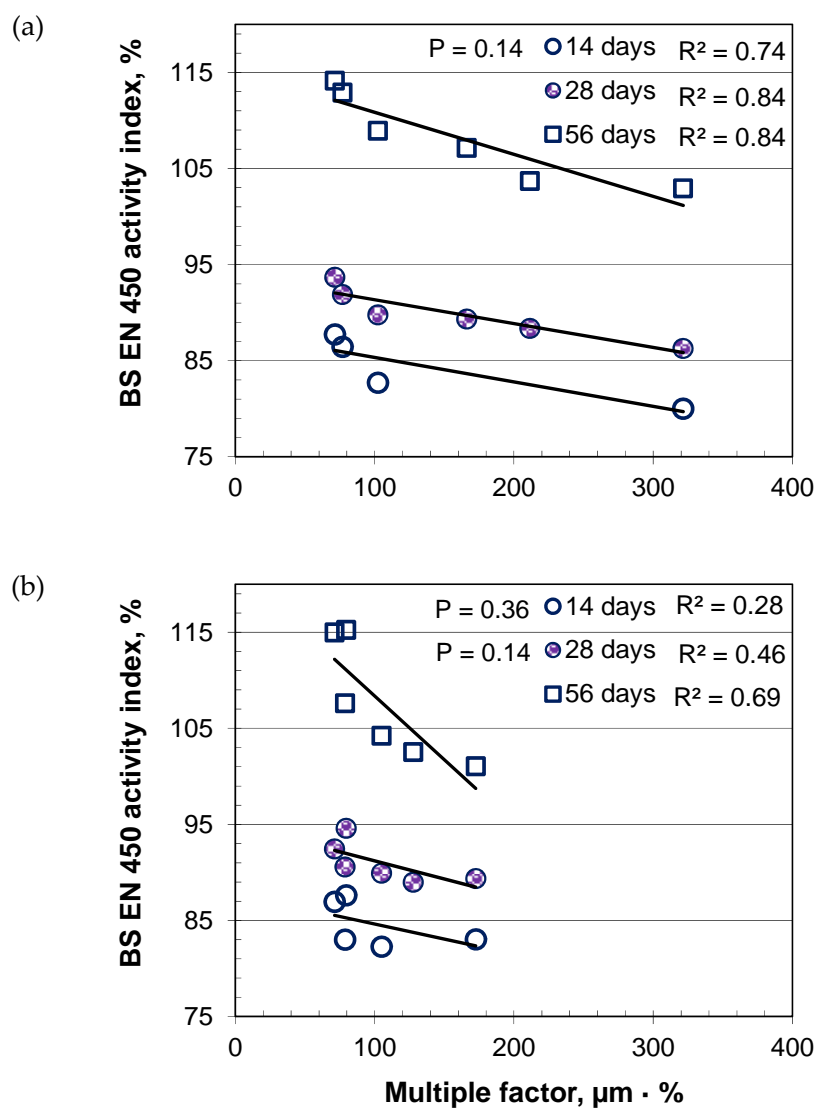 (a)
BS EN 450 activity index, %
P = 0.14 14 days R² = 0.74
28 days R² = 0.84
56 days R² = 0.84
115
105
95
85
75
0 100 200 300 400
(b)
BS EN 450 activity index, %
P = 0.36 14 days R² = 0.28
P = 0.14 28 days R² = 0.46
56 days R² = 0.69
115
105
95
85
75
0 100 200 300 400
Multiple factor, µm · %